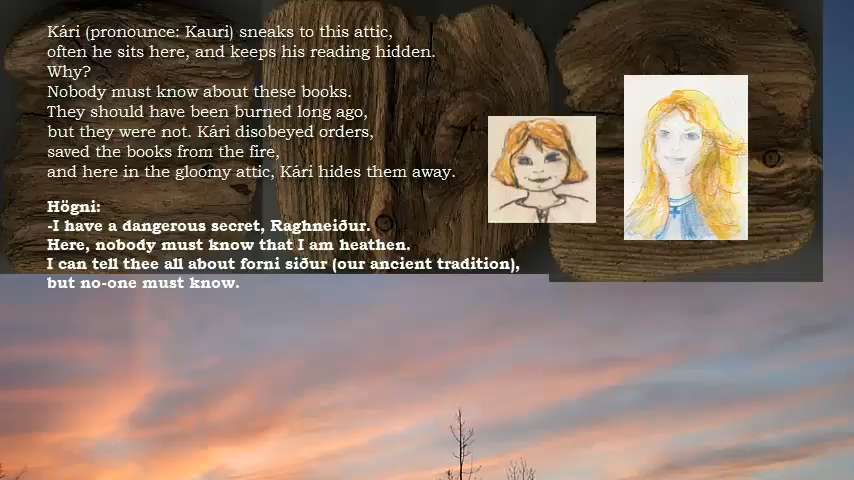 Kári (pronounce: Kauri) sneaks to this attic,
often he sits here, and keeps his reading hidden.
Why?
Nobody must know about these books.
They should have been burned long ago,
but they were not. Kári disobeyed orders,
saved the books from the fire,
and here in the gloomy attic, Kári hides them away.
Högni:
-I have a dangerous secret, Raghneiður.
Here, nobody must know that I am heathen.
I can tell thee all about forni siður (our ancient tradition),
but no-one must know.